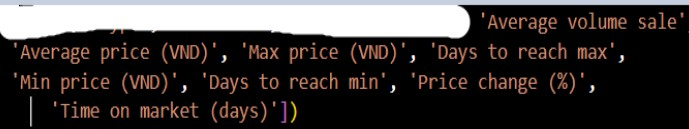 'Average volume sale'
'Average price (VND)', 'Max price (VND)', 'Days to reach max',
'Min price (VND)', 'Days to reach min', 'Price change (%)',
'Time on market (days)'])